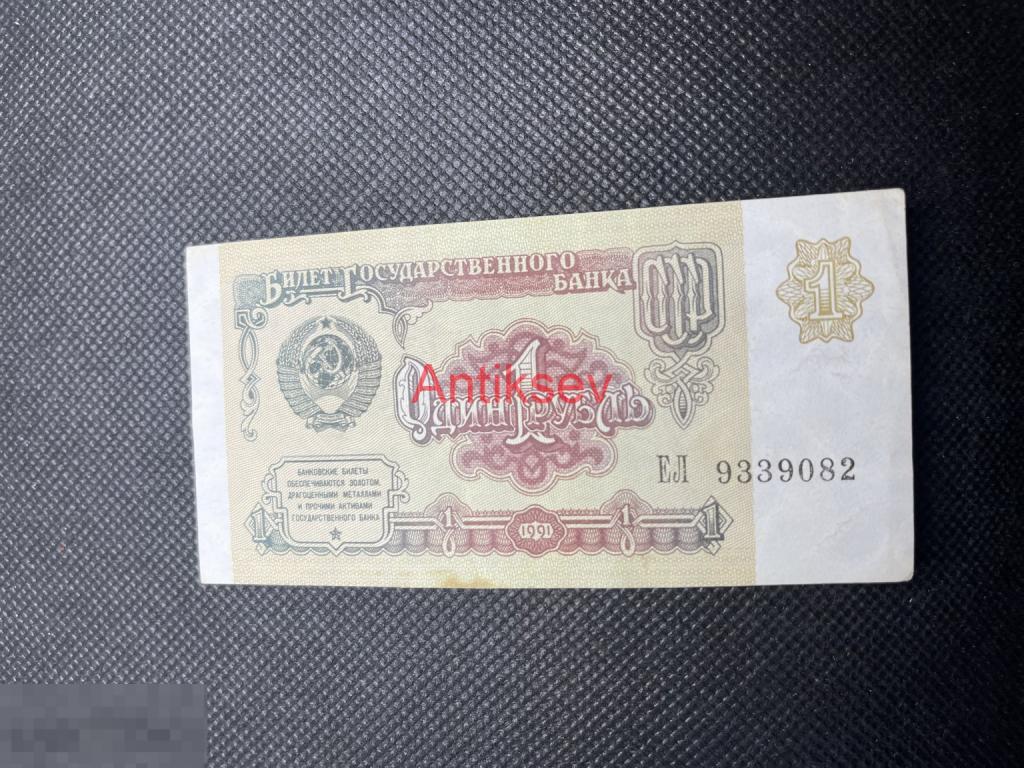 Билет Государственного
Банка
1
Antiksev
1
Один рубль
ЕЛ 9339082
БАНКОВСКИЕ БИЛЕТЫ
ОБЕСПЕЧИВАЮТСЯ ЗОЛОТОМ,
ДРАГОЦЕННЫМИ МЕТАЛЛАМИ
И ПРОЧИМИ АКТИВАМИ
ГОСУДАРСТВЕННОГО БАНКА
1 1 1991 1 1